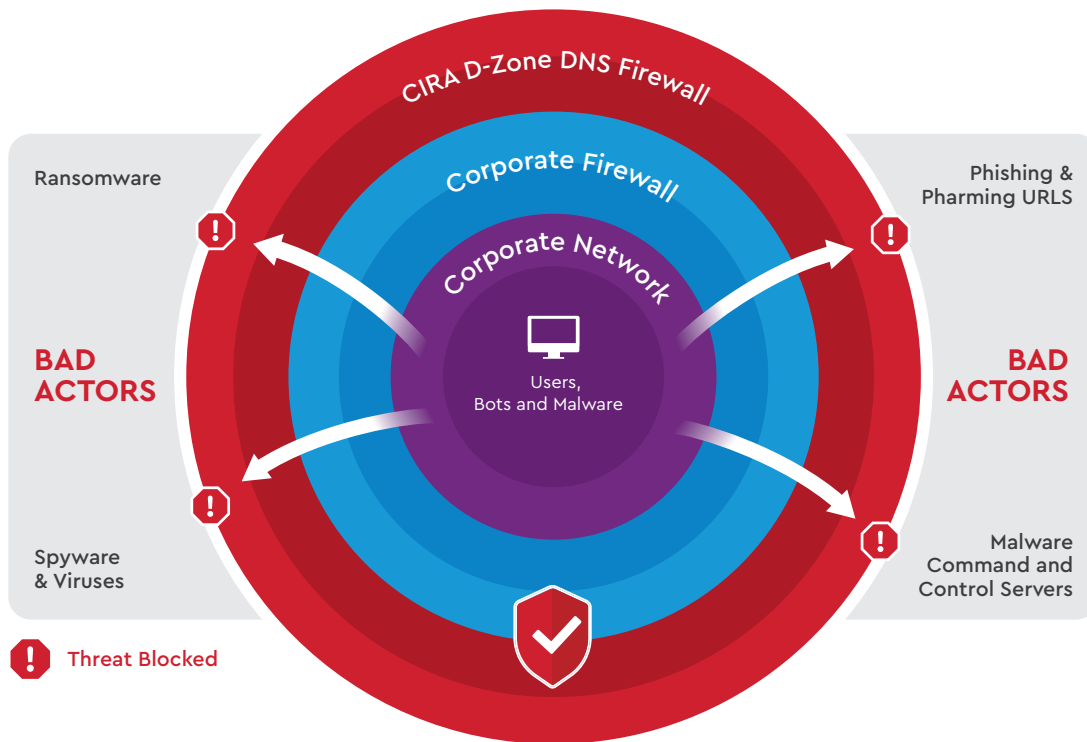 CIRA D-Zone DNS Firewall
Corporate Firewall
Corporate Network
Users,
Bots and Malware
Ransomware
BAD
ACTORS
Spyware
& Viruses
Phishing &
Pharming URLS
BAD
ACTORS
Malware
Command and
Control Servers
! Threat Blocked